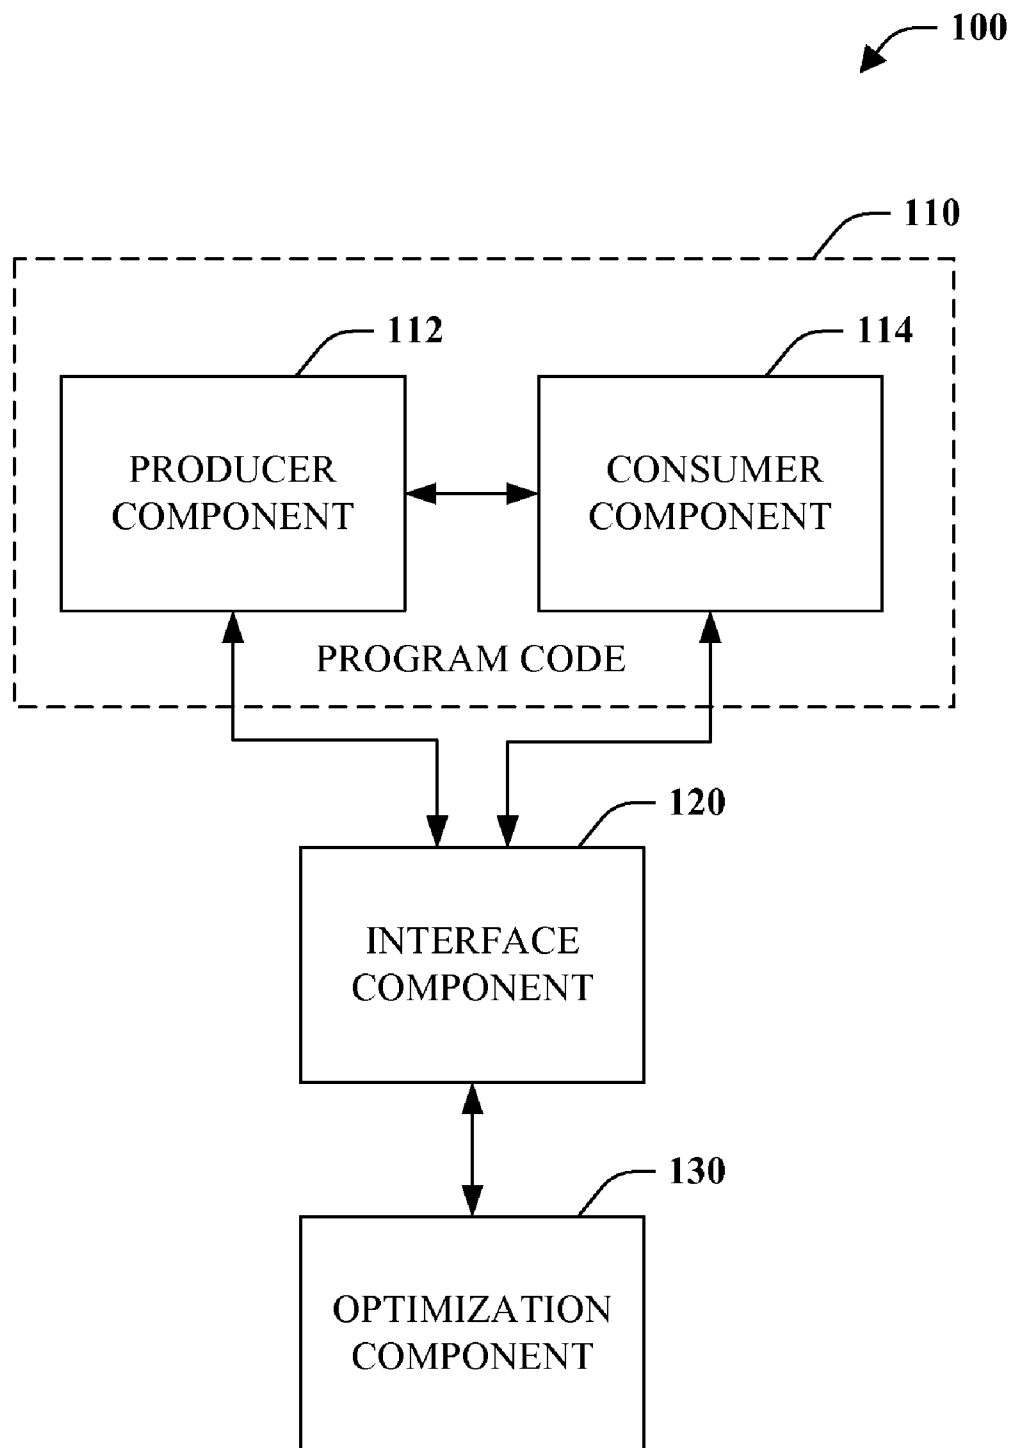 100
110
112
114
PRODUCER
COMPONENT
CONSUMER
COMPONENT
PROGRAM CODE
120
INTERFACE
COMPONENT
130
OPTIMIZATION
COMPONENT